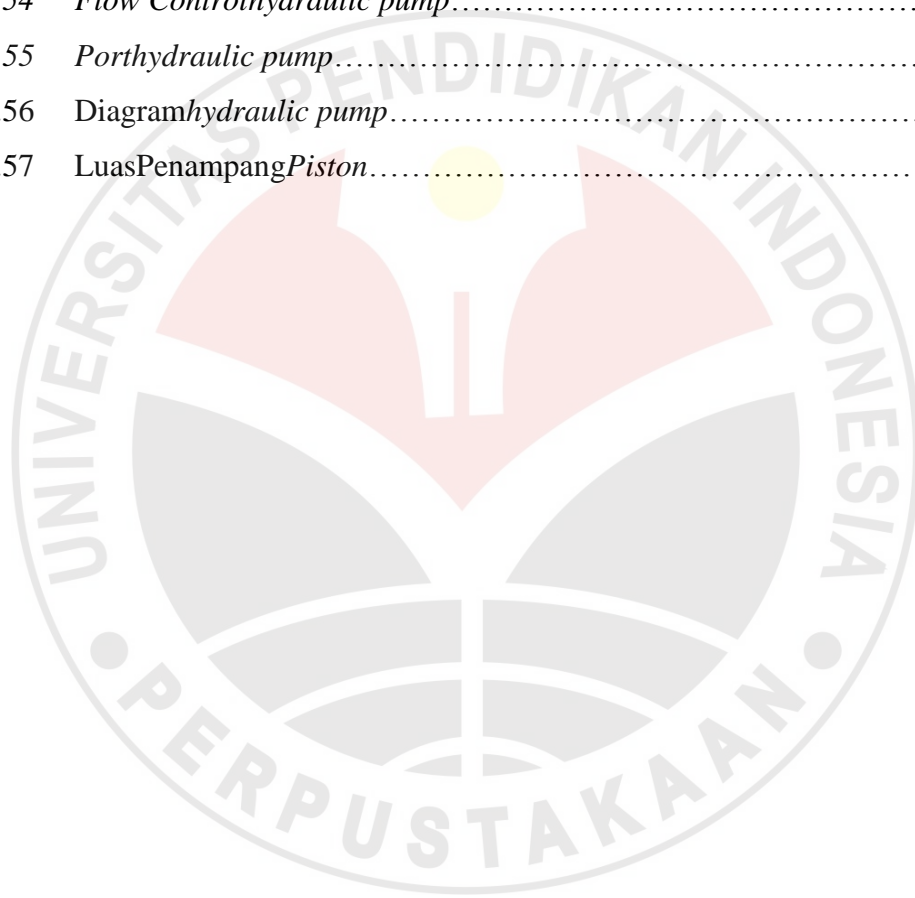 .54 Flow Controlhydraulic pump
.55 Porthydraulic pump
.56 Diagramhydraulic pump
.57 LuasPenampangPiston
UNIVERSITAS PENDIDIKAN INDONESIA
PERPUSTAKAAN